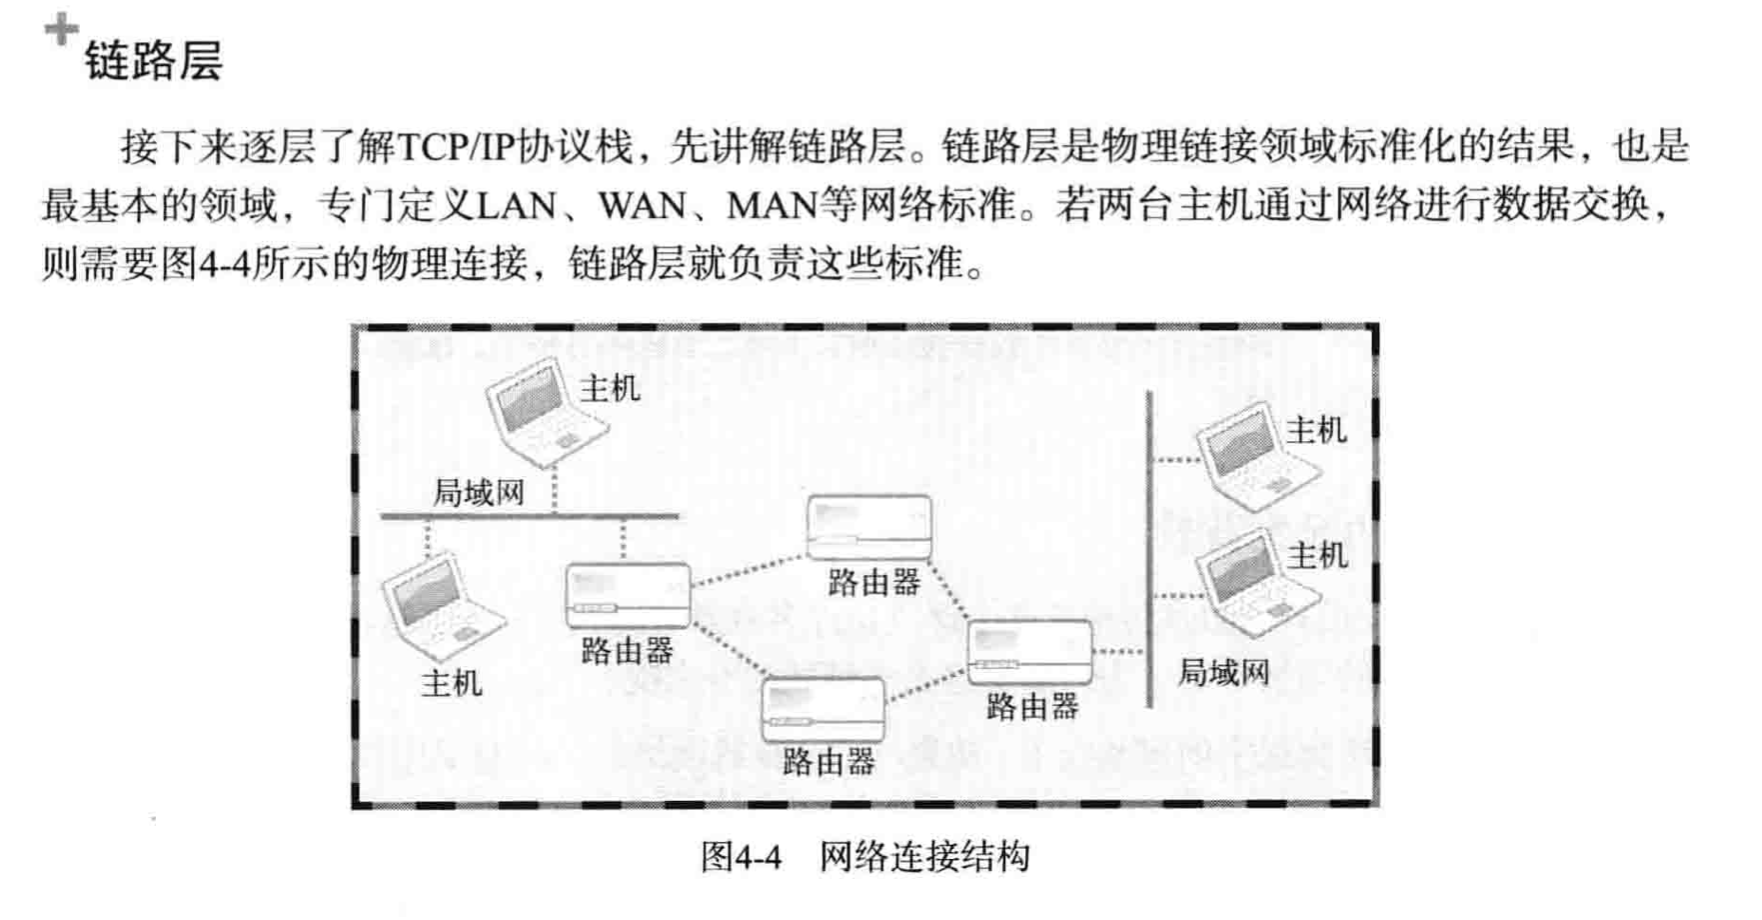 链路层
接下来逐层了解TCP/IP协议栈，先讲解链路层。链路层是物理链接领域标准化的结果，也是
最基本的领域，专门定义LAN、WAN、MAN等网络标准。若两台主机通过网络进行数据交换，
则需要图4-4所示的物理连接，链路层就负责这些标准。
主机
主机
局域网
主机
路由器
路由器
主机
局域网
路由器
路由器
图4-4 网络连接结构